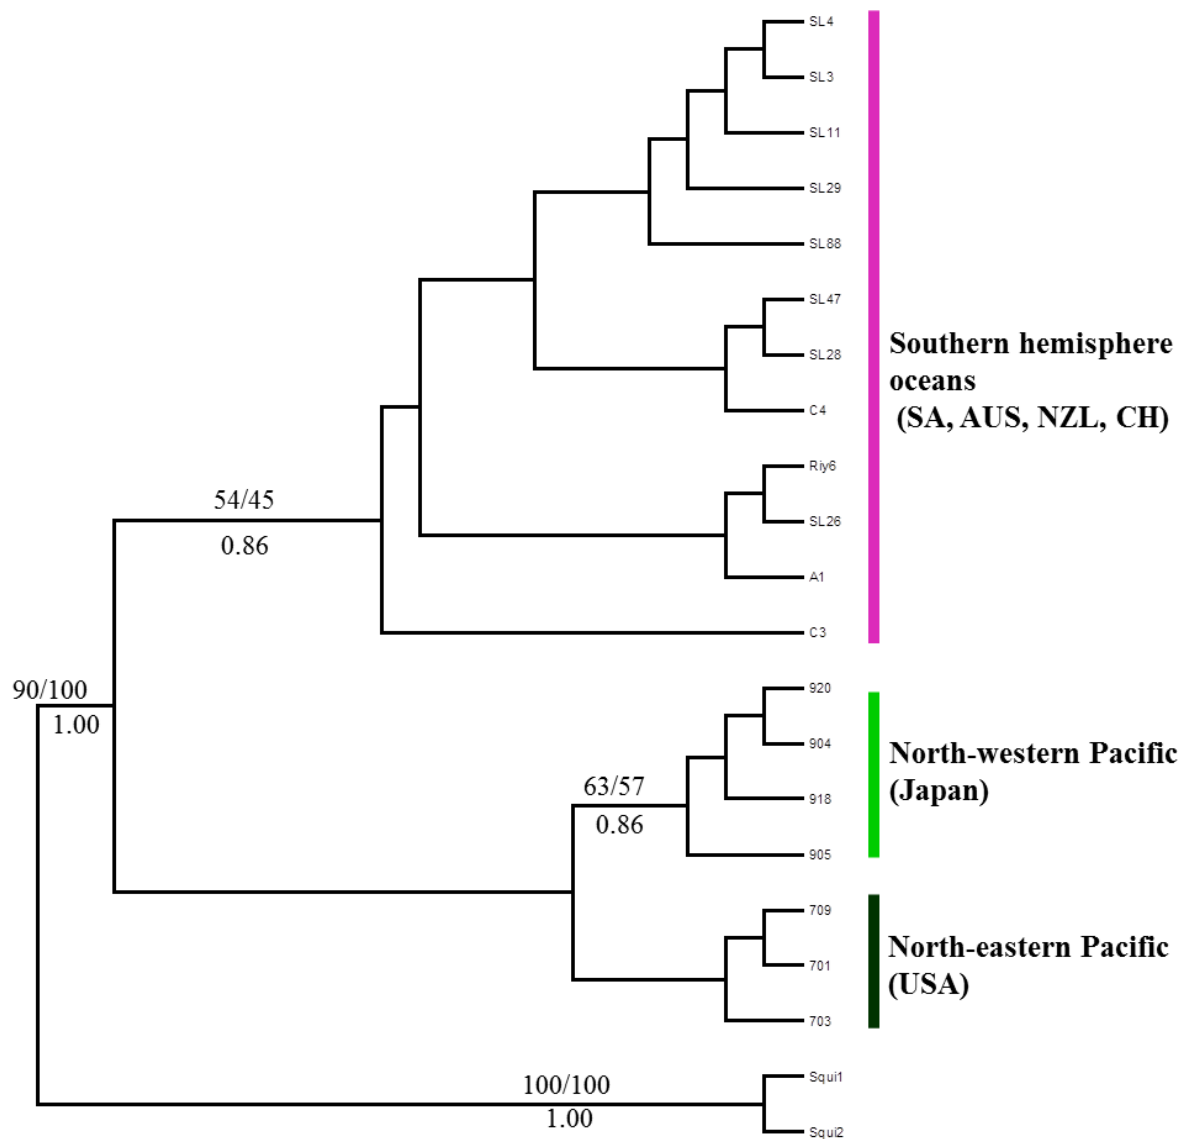 SL4
SL3
SL11
SL29
SL88
SL47
SL28
C4
Riy6
SL26
A1
C3
920
904
918
905
709
701
703
Squi1
Squi2
54/45
0.86
90/100
1.00
63/57
0.86
100/100
1.00
Southern hemisphere
oceans
(SA, AUS, NZL, CH)
North-western Pacific
(Japan)
North-eastern Pacific
(USA)